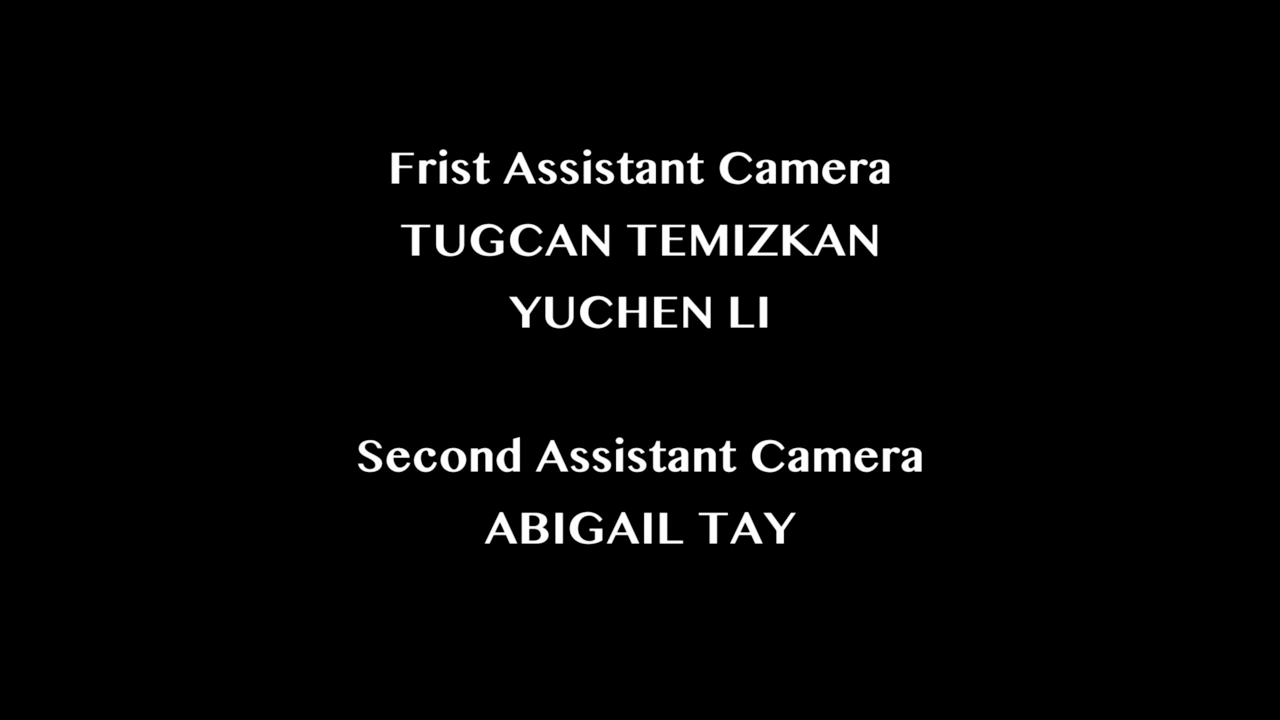 Frist Assistant Camera
TUGCAN TEMIZKAN
YUCHEN LI
Second Assistant Camera
ABIGAIL TAY